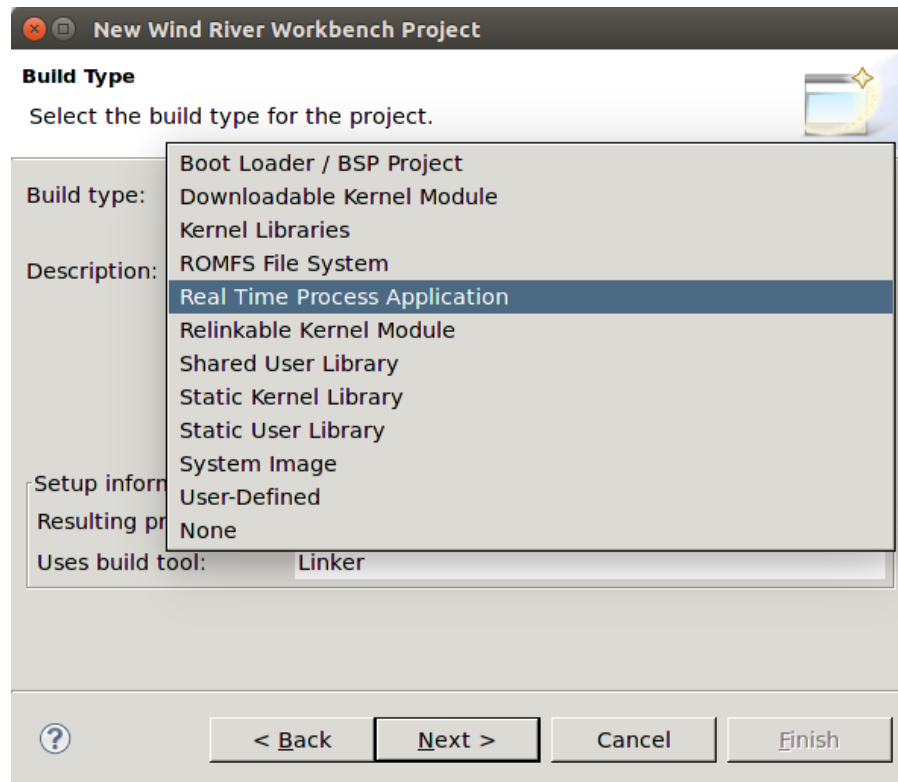 New Wind River Workbench Project
Build Type
Select the build type for the project.
Build type:
Boot Loader / BSP Project
Downloadable Kernel Module
Kernel Libraries
ROMFS File System
Description:
Real Time Process Application
Relinkable Kernel Module
Shared User Library
Static Kernel Library
Static User Library
System Image
User-Defined
None
Setup inforn
Resulting pr
Uses build tool: Linker
? < Back Next > Cancel Finish